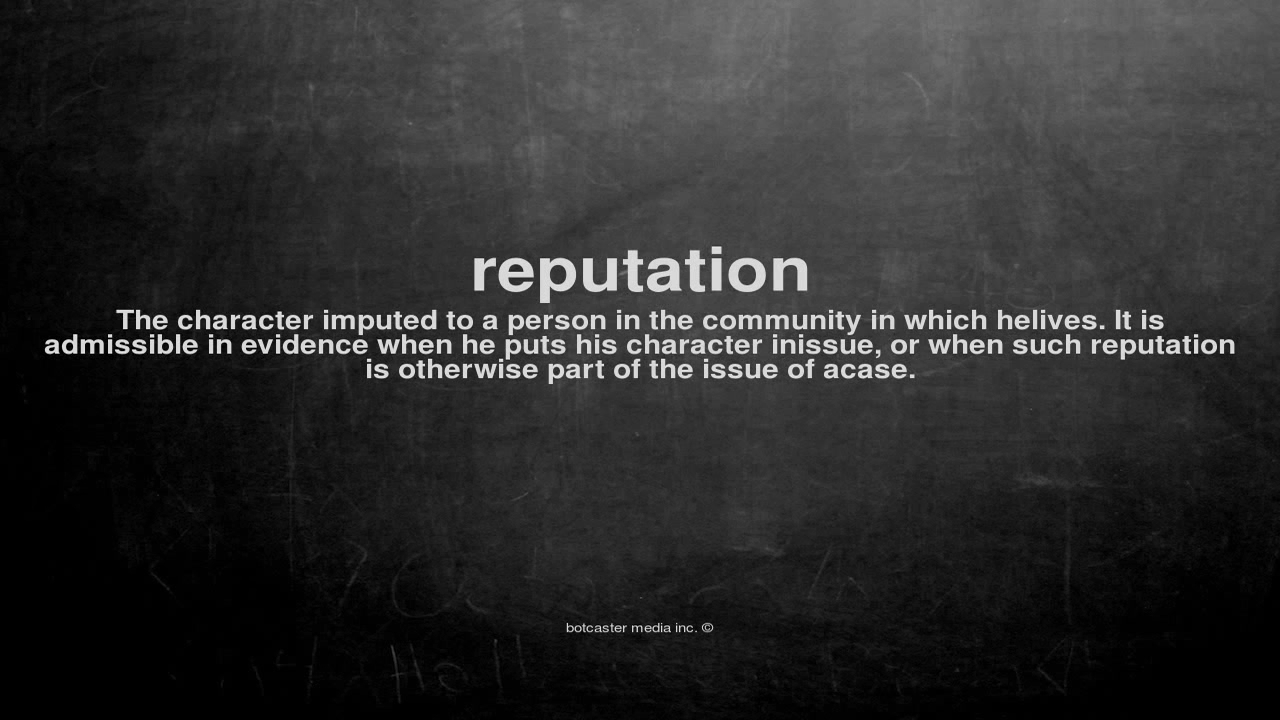 reputation
The character imputed to a person in the community in which helives. It is
admissible in evidence when he puts his character inissue, or when such reputation
is otherwise part of the issue of acase.
botcaster media inc. ©